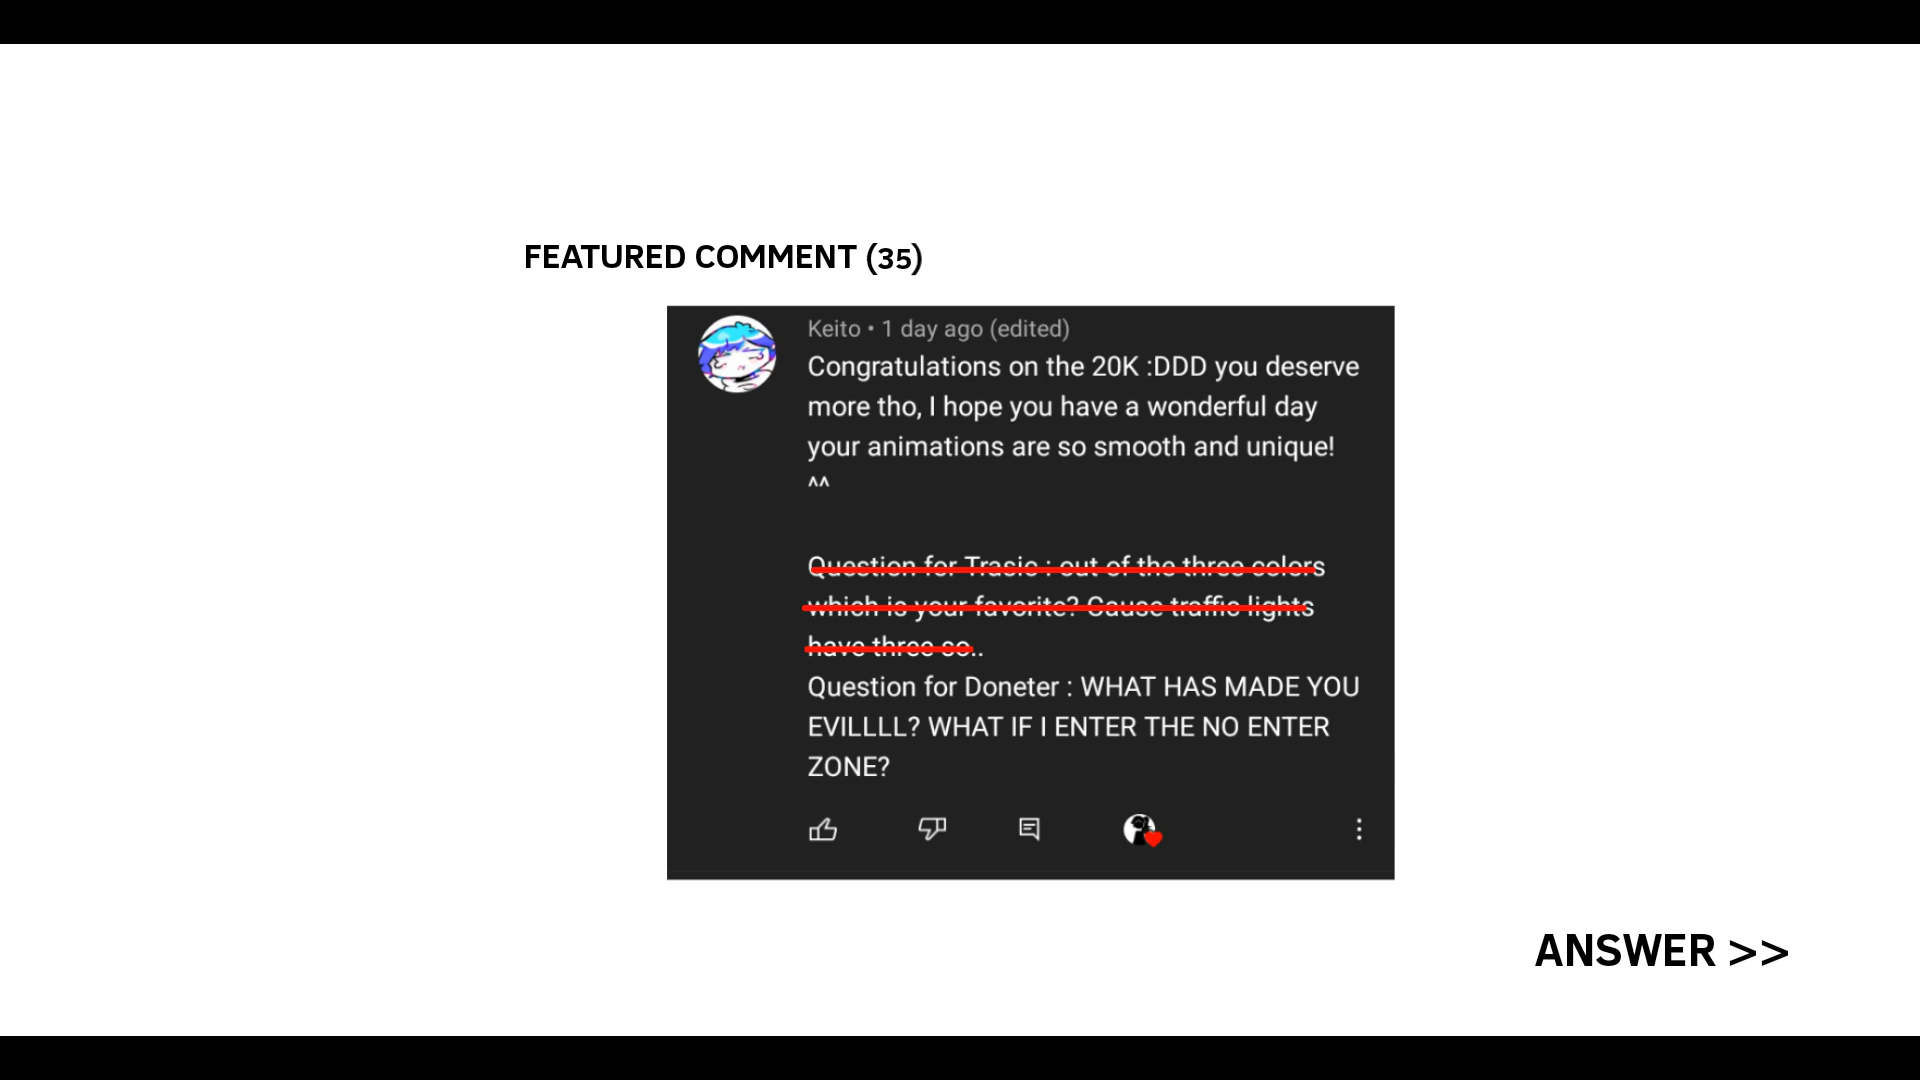 FEATURED COMMENT (35)
Keito • 1 day ago (edited)
Congratulations on the 20K :DDD you deserve
more tho, I hope you have a wonderful day
your animations are so smooth and unique!
^^
Question for Trasic : out of the three colors
which is your favorite? Cause traffic lights
have three so..
Question for Doneter : WHAT HAS MADE YOU
EVILLLL? WHAT IF I ENTER THE NO ENTER
ZONE?
ANSWER >>